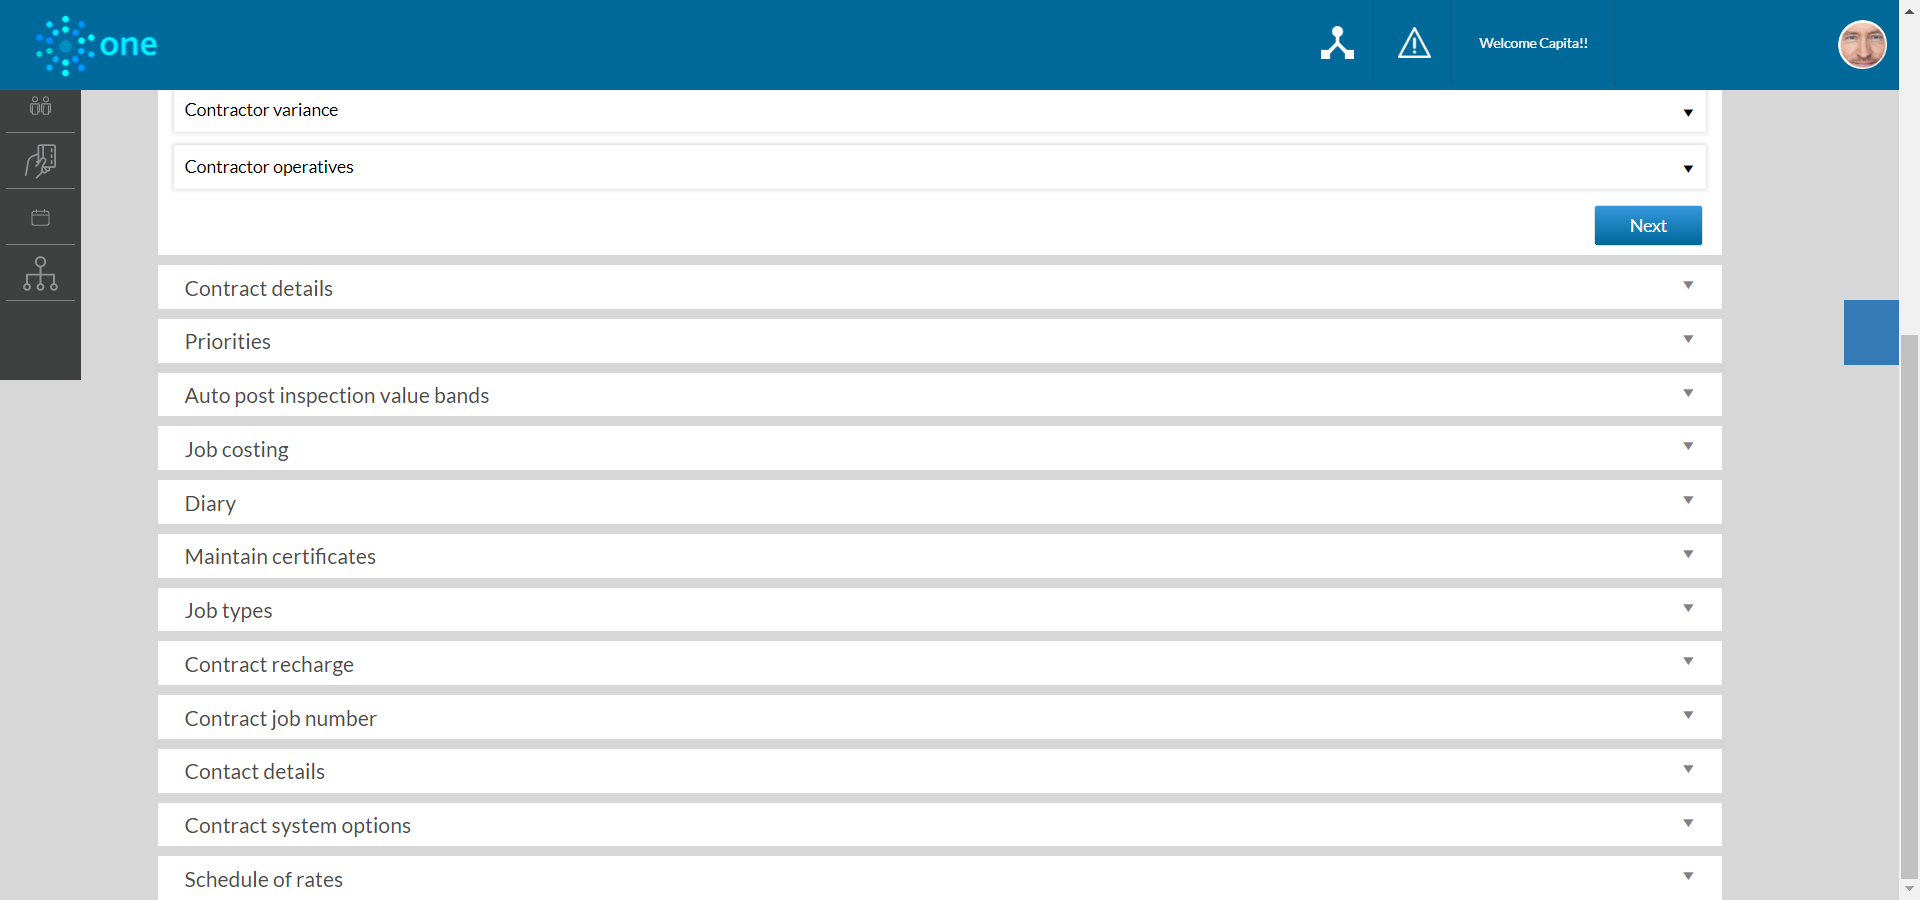 one
Welcome Capita!!
Contractor variance
Contractor operatives
Next
Contract details
Priorities
Auto post inspection value bands
Job costing
Diary
Maintain certificates
Job types
Contract recharge
Contract job number
Contact details
Contract system options
Schedule of rates